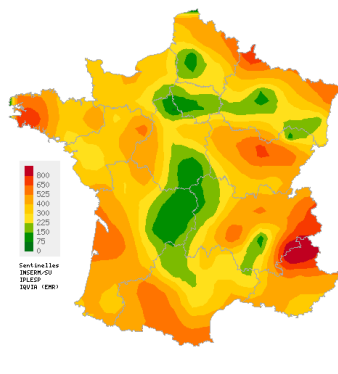 800
650
525
400
300
225
150
75
0
Sentinelles
INSERM/SU
IPLESP
IQVIA (EMR)